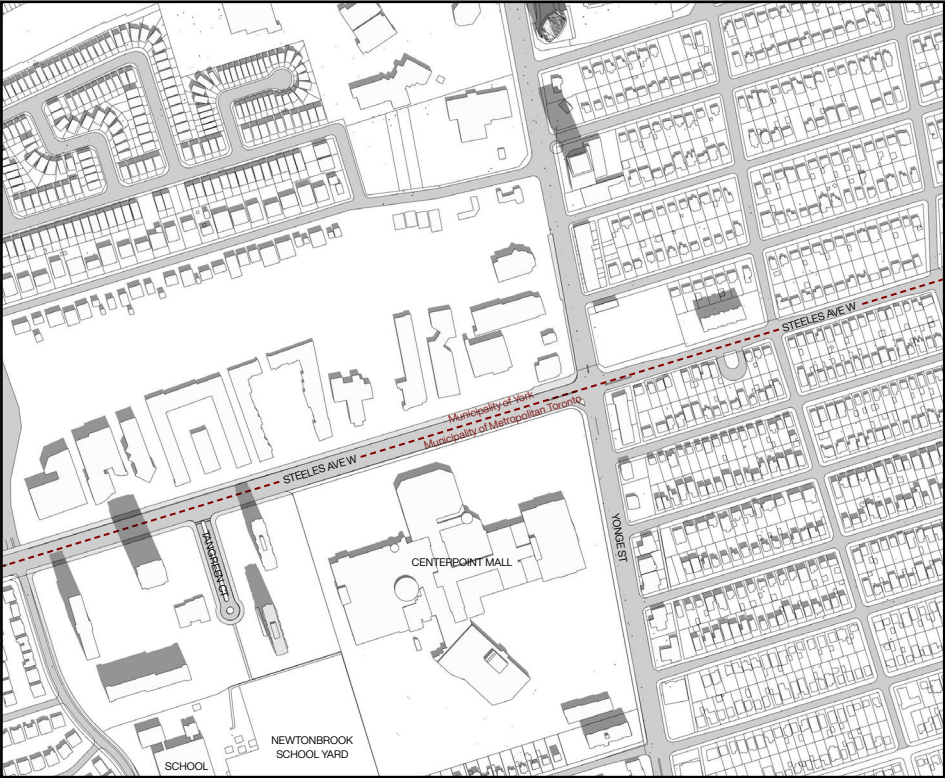 STEELES AVE W
Municipality of York
Municipality of Metropolitan Toronto
STEELES AVE W
TANGREEN CT
YONGE ST
CENTERPOINT MALL
NEWTONBROOK
SCHOOL YARD
SCHOOL